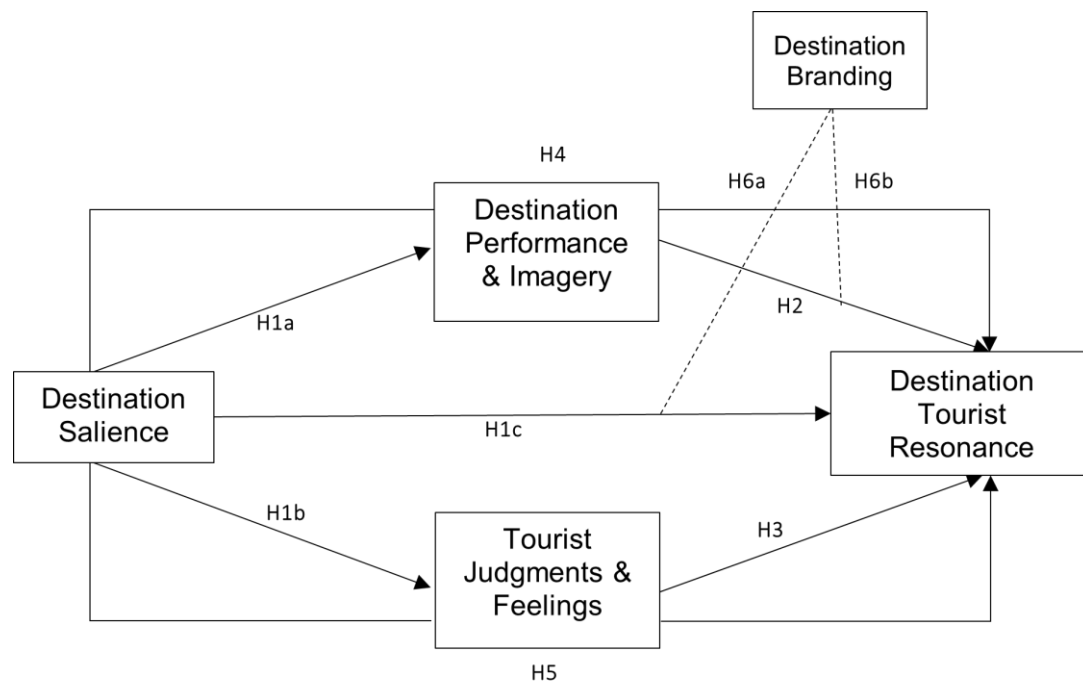 Destination
Branding
H4
H6a
H6b
Destination
Performance
& Imagery
H2
H1a
Destination
Salience
Destination
Tourist
Resonance
H1c
H1b
Tourist
Judgments &
Feelings
H3
H5